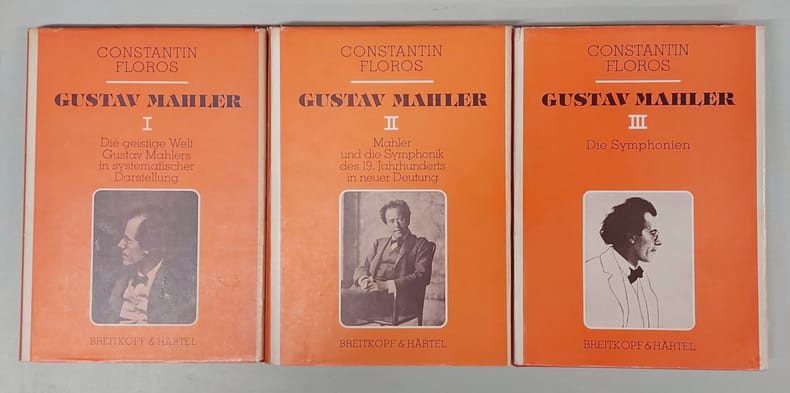 CONSTANTIN
FLOROS
GUSTAV MAHLER
I
Die geistige Welt
Gustav Mahlers
in systematischer
Darstellung
BREITKOPF & HÄRTEL
CONSTANTIN
FLOROS
GUSTAV MAHLER
II
Mahler
und die Symphonik
des 19. Jahrhunderts
in neuer Deutung
BREITKOPF & HÄRTEL
CONSTANTIN
FLOROS
GUSTAV MAHLER
III
Die Symphonien
BREITKOPF & HÄRTEL